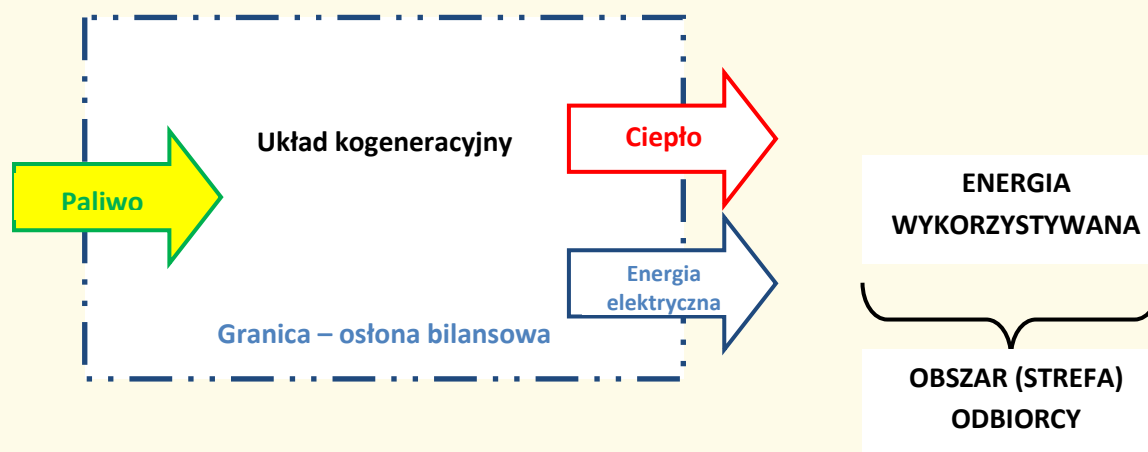 Układ kogeneracyjny
Ciepło
Paliwo
Energia
elektryczna
Granica – osłona bilansowa
ENERGIA
WYKORZYSTYWANA
OBSZAR (STREFA)
ODBIORCY